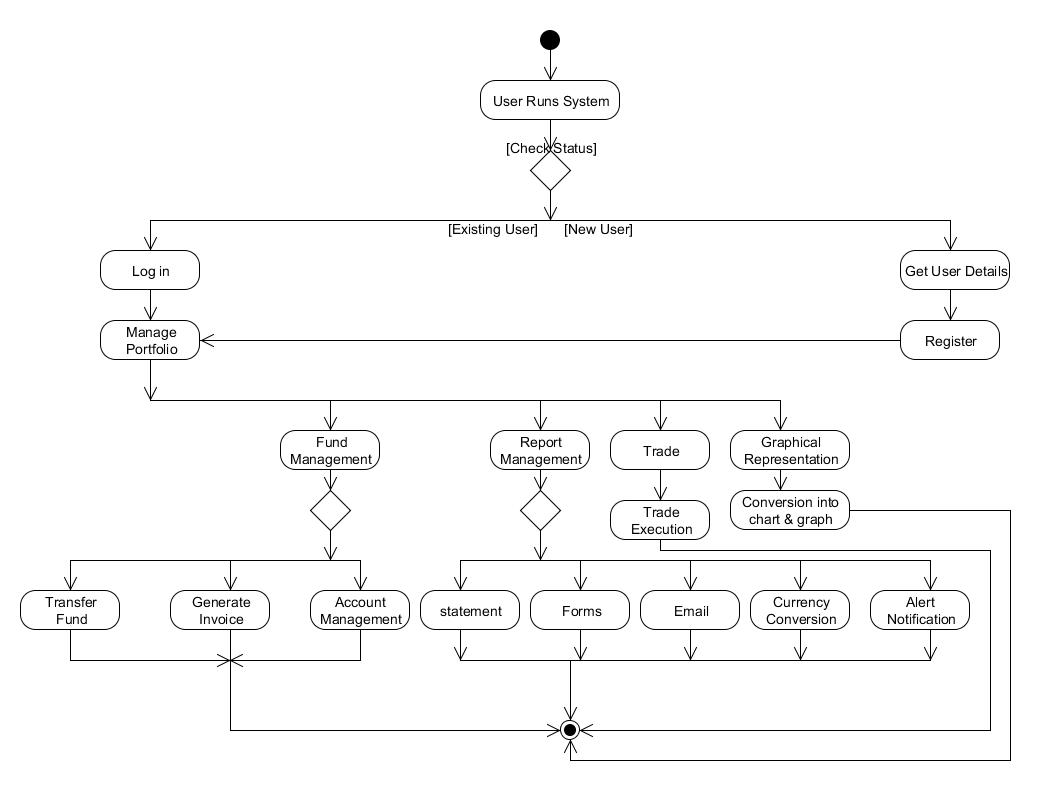 User Runs System
[Check Status]
[Existing User]
[New User]
Log in
Get User Details
Manage
Portfolio
Register
Fund
Management
Report
Management
Trade
Graphical
Representation
Trade
Execution
Conversion into
chart & graph
Transfer
Fund
Generate
Invoice
Account
Management
statement
Forms
Email
Currency
Conversion
Alert
Notification